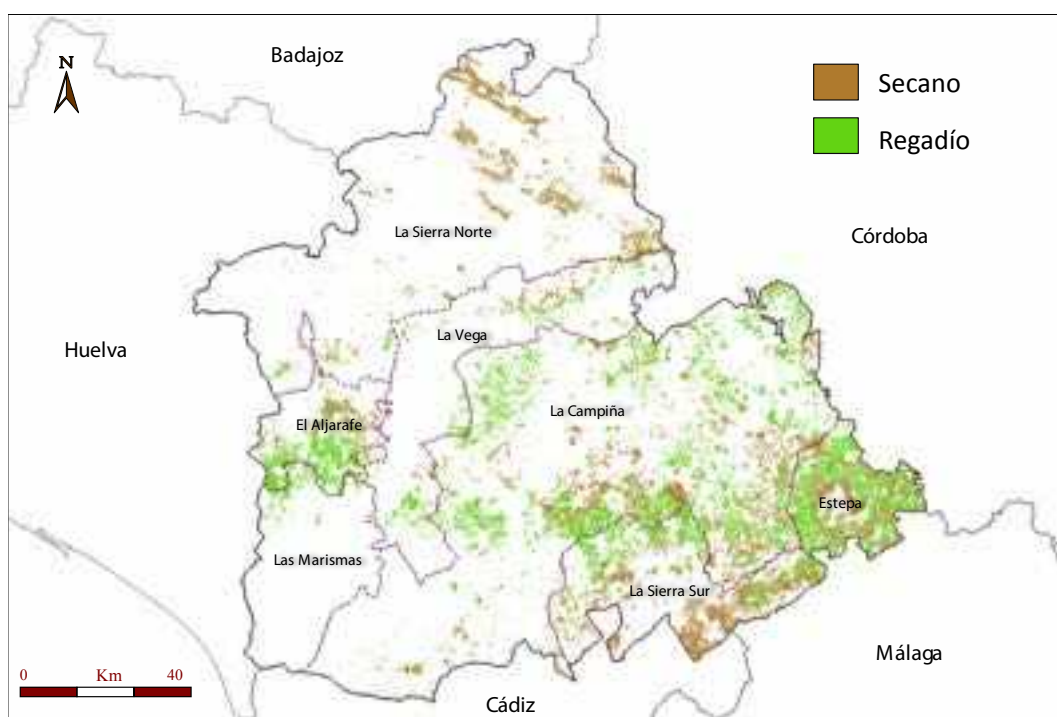 Badajoz
N
Secano
Regadío
La Sierra Norte
Córdoba
La Vega
Huelva
La Campiña
El Aljarafe
Estepa
Las Marismas
La Sierra Sur
Málaga
0 Km 40
Cádiz